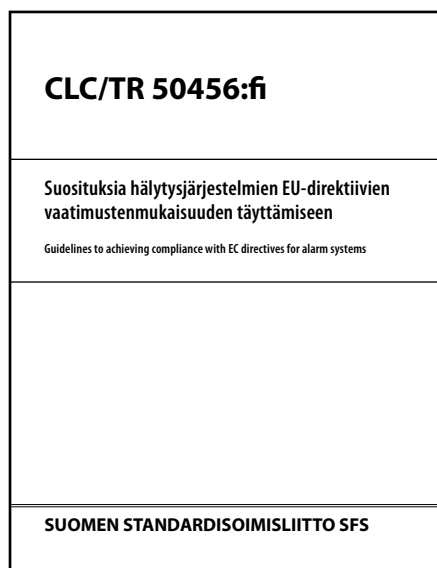 CLC/TR 50456:fi
Suosituksia hälytysjärjestelmien EU-direktiivien
vaatimustenmukaisuuden täyttämiseen
Guidelines to achieving compliance with EC directives for alarm systems
SUOMEN STANDARDISOIMISLIITTO SFS